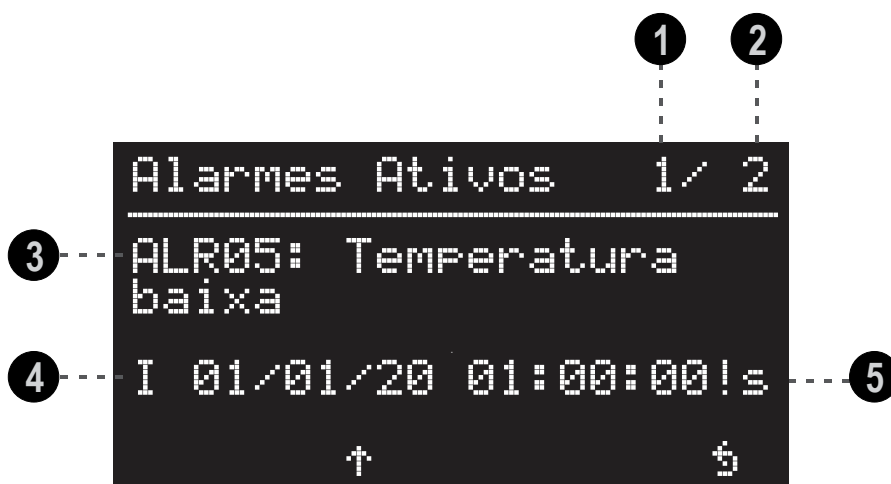 1 2
Alarmes Ativos 1/ 2
3 ALR05: Temperatura
baixa
4 I 01/01/20 01:00:00!s 5
↑